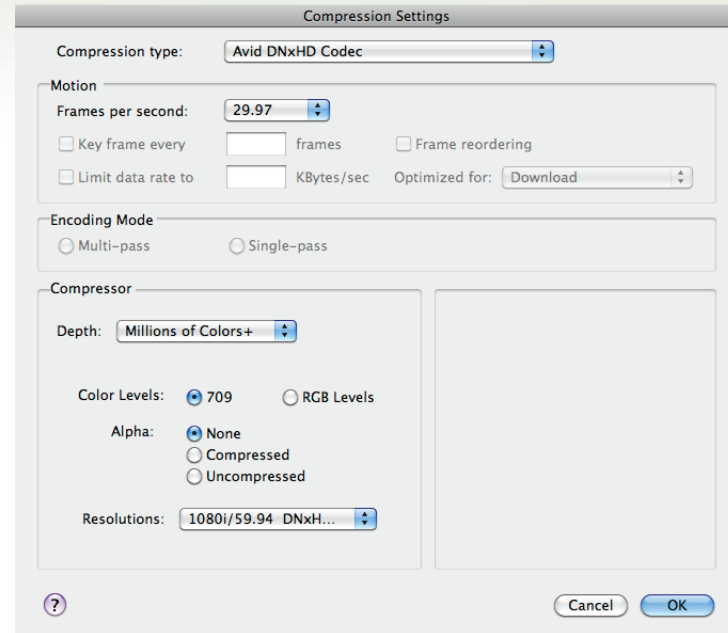 Compression Settings
Compression type: Avid DNxHD Codec
Motion
Frames per second: 29.97
Key frame every frames Frame reordering
Limit data rate to KBytes/sec Optimized for: Download
Encoding Mode
Multi-pass Single-pass
Compressor
Depth: Millions of Colors+
Color Levels: 709 RGB Levels
Alpha: None
Compressed
Uncompressed
Resolutions: 1080i/59.94 DNxH...
? Cancel OK